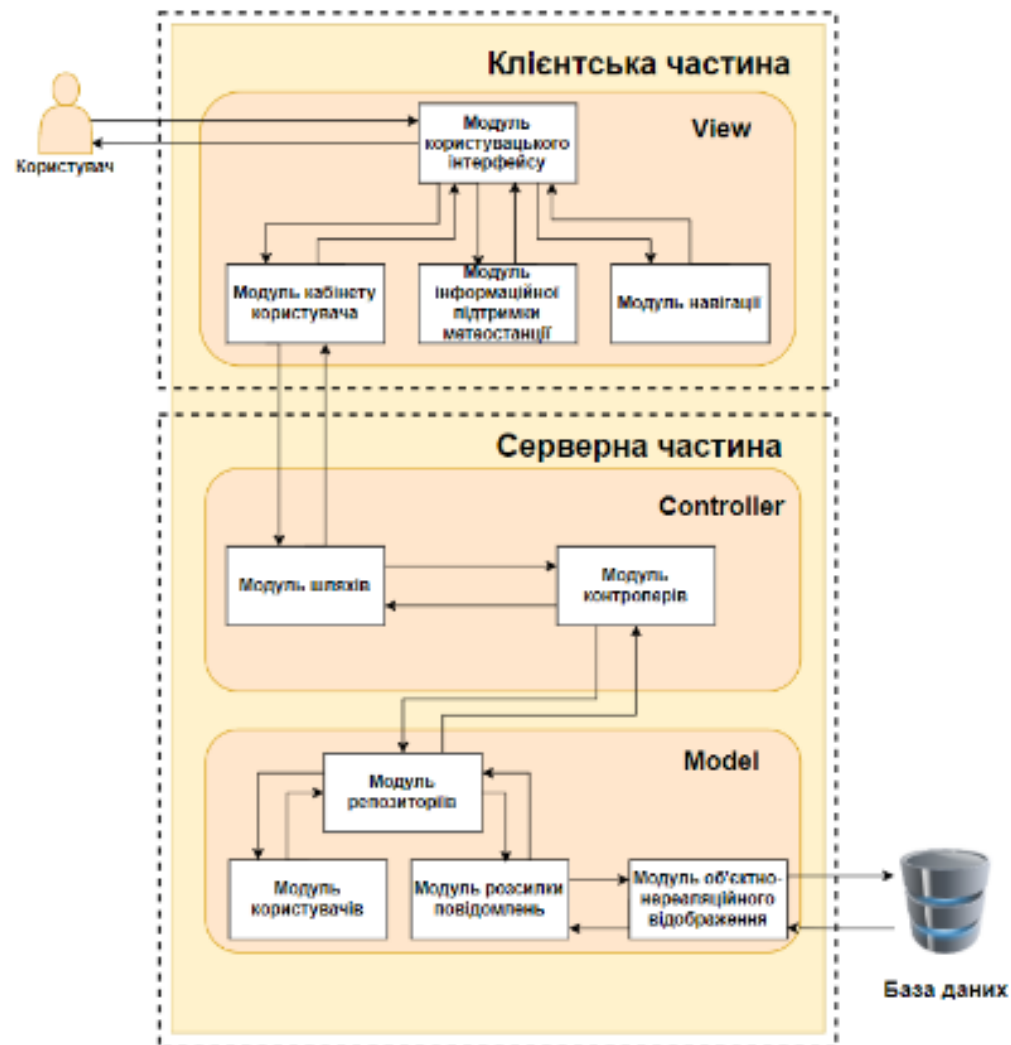 Клієнтська частина
View
Модуль
користувацького
інтерфейсу
Користувач
Модуль кабінету
користувача
Модуль
інформаційної
підтримки
метеостанції
Модуль навігації
Серверна частина
Controller
Модуль шляхів
Модуль
контролерів
Model
Модуль
репозиторіїв
Модуль
користувачів
Модуль розсилки
повідомлень
Модуль об'єктно-
нереаляційного
відображення
База даних